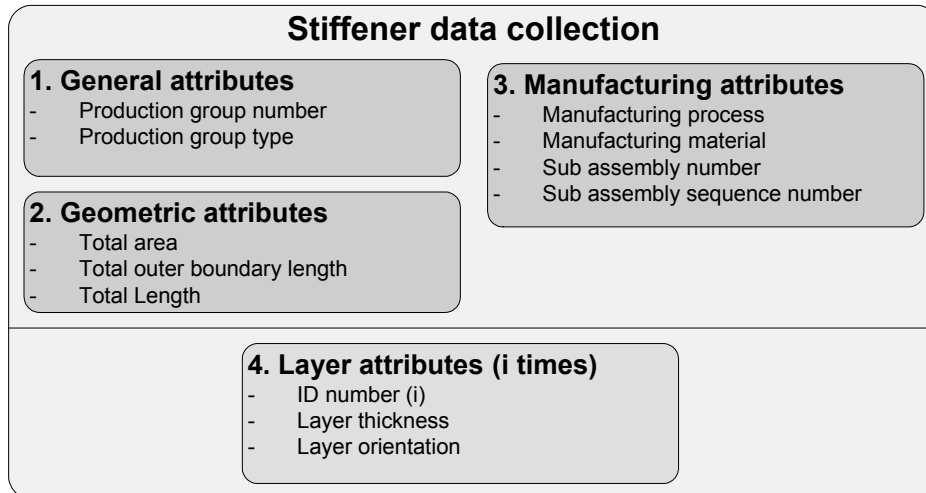 Stiffener data collection
1. General attributes
- Production group number
- Production group type
2. Geometric attributes
- Total area
- Total outer boundary length
- Total Length
3. Manufacturing attributes
- Manufacturing process
- Manufacturing material
- Sub assembly number
- Sub assembly sequence number
4. Layer attributes (i times)
- ID number (i)
- Layer thickness
- Layer orientation